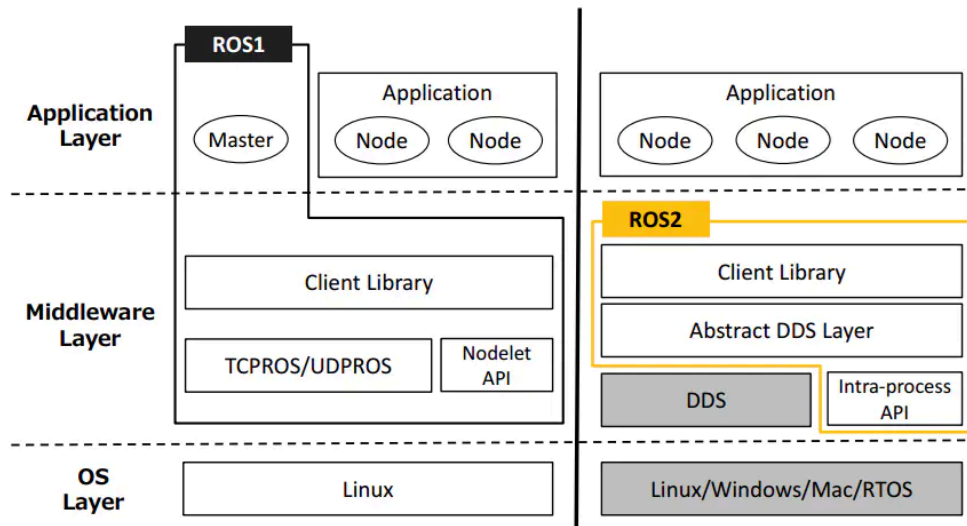 ROS1
Application
Layer
Master
Application
Node
Node
Application
Node
Node
Node
Middleware
Layer
Client Library
TCPROS/UDPROS
Nodelet
API
ROS2
Client Library
Abstract DDS Layer
DDS
Intra-process
API
OS
Layer
Linux
Linux/Windows/Mac/RTOS